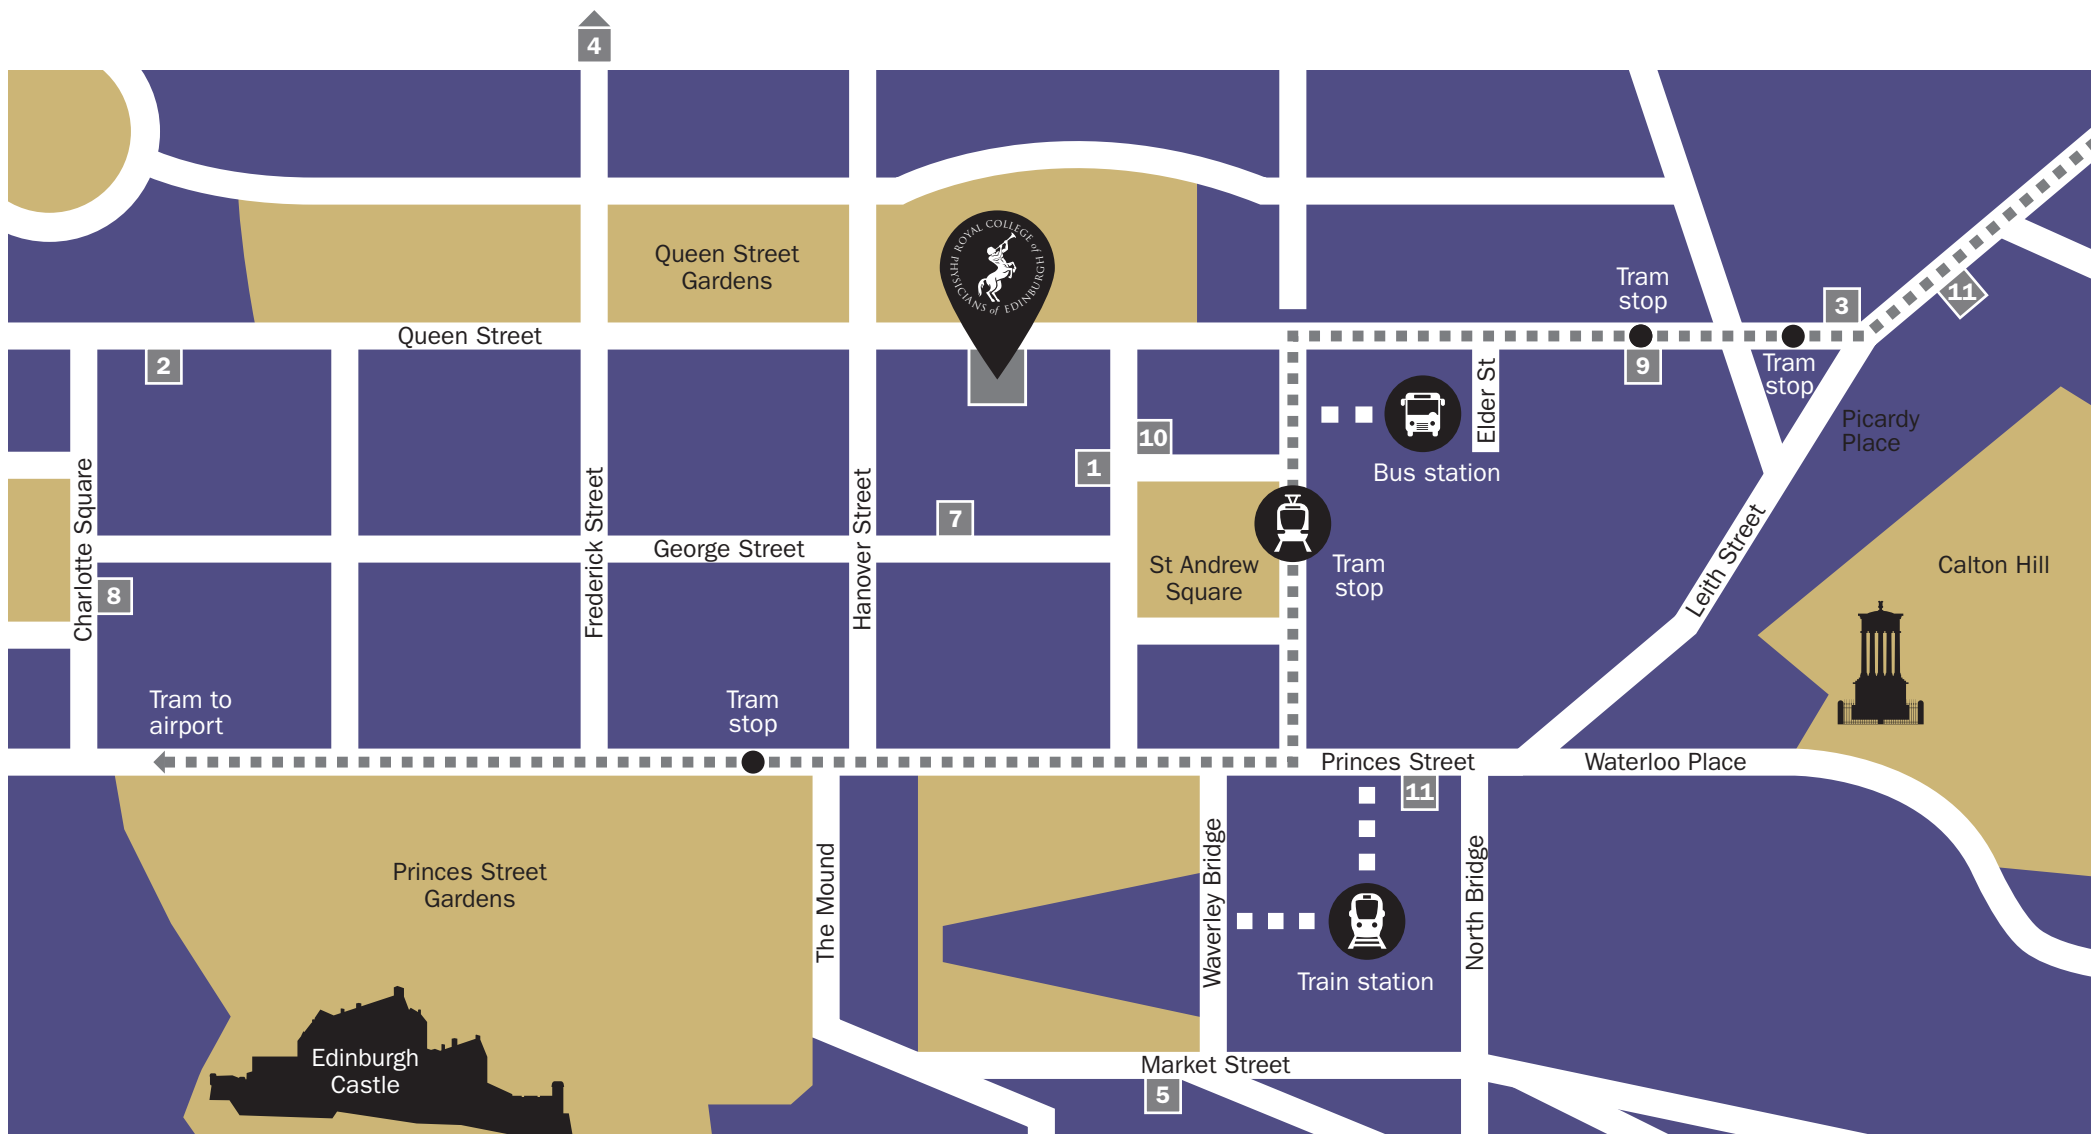 4
ROYAL COLLEGE of
PHYSICIANS of EDINBURGH
Queen Street
Gardens
Tram
stop
3
11
Queen Street
2
9
Tram
stop
Elder St
Picardy
Place
10
1
Bus station
Charlotte Square
Frederick Street
Hanover Street
7
George Street
Leith Street
St Andrew
Square
Tram
stop
Calton Hill
8
Tram to
airport
Tram
stop
Princes Street
Waterloo Place
11
Princes Street
Gardens
The Mound
Waverley Bridge
North Bridge
Train station
Edinburgh
Castle
Market Street
5